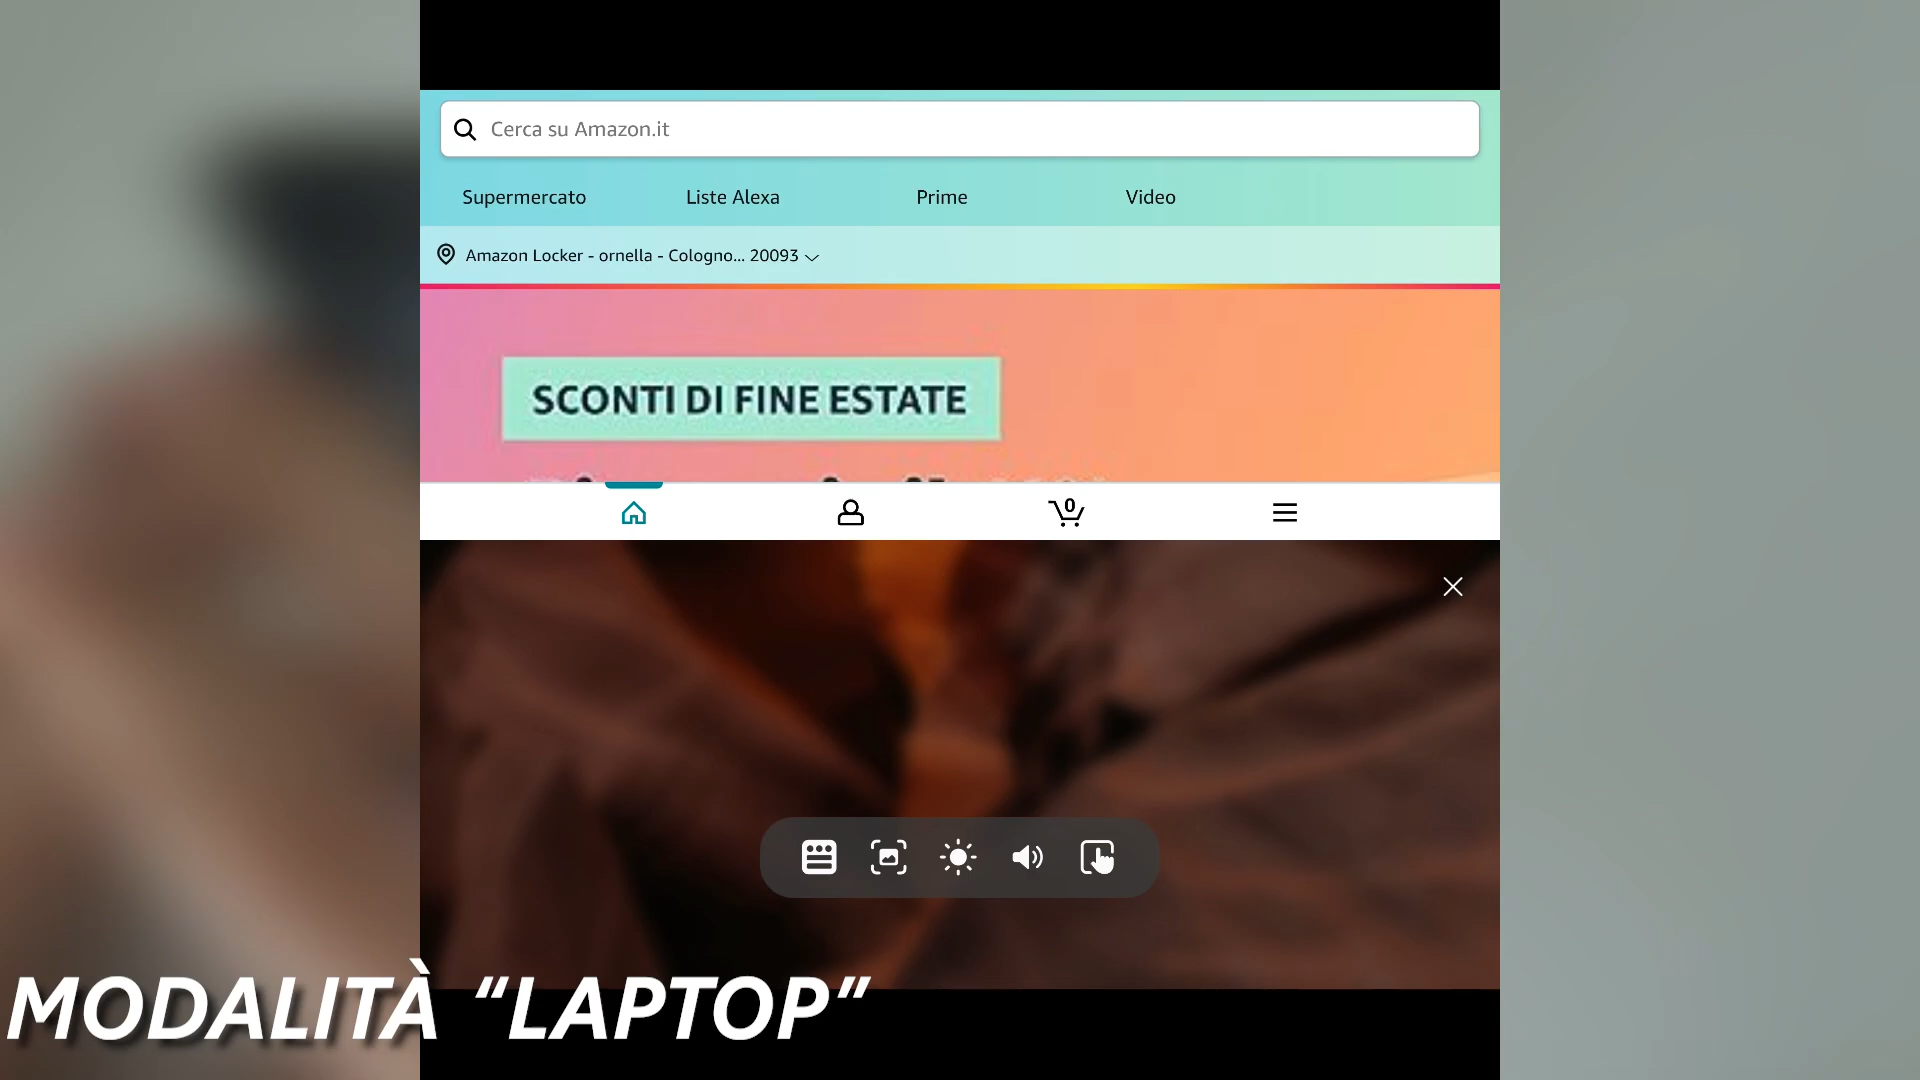 Cerca su Amazon.it
Supermercato Liste Alexa Prime Video
Amazon Locker - ornella - Cologno... 20093
SCONTI DI FINE ESTATE
0
MODALITÀ “LAPTOP”